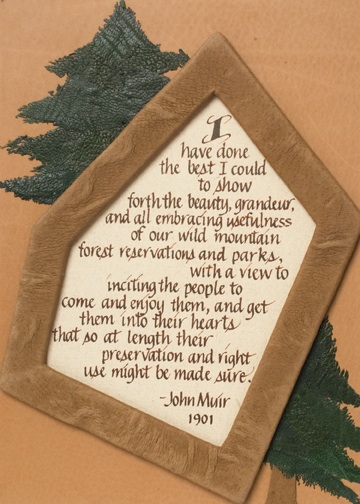 I
have done
the best I could
to show
forth the beauty, grandeur,
and all embracing usefulness
of our wild mountain
forest reservations and parks,
with a view to
inciting the people to
come and enjoy them, and get
them into their hearts
that so at length their
preservation and right
use might be made sure.
-John Muir
1901